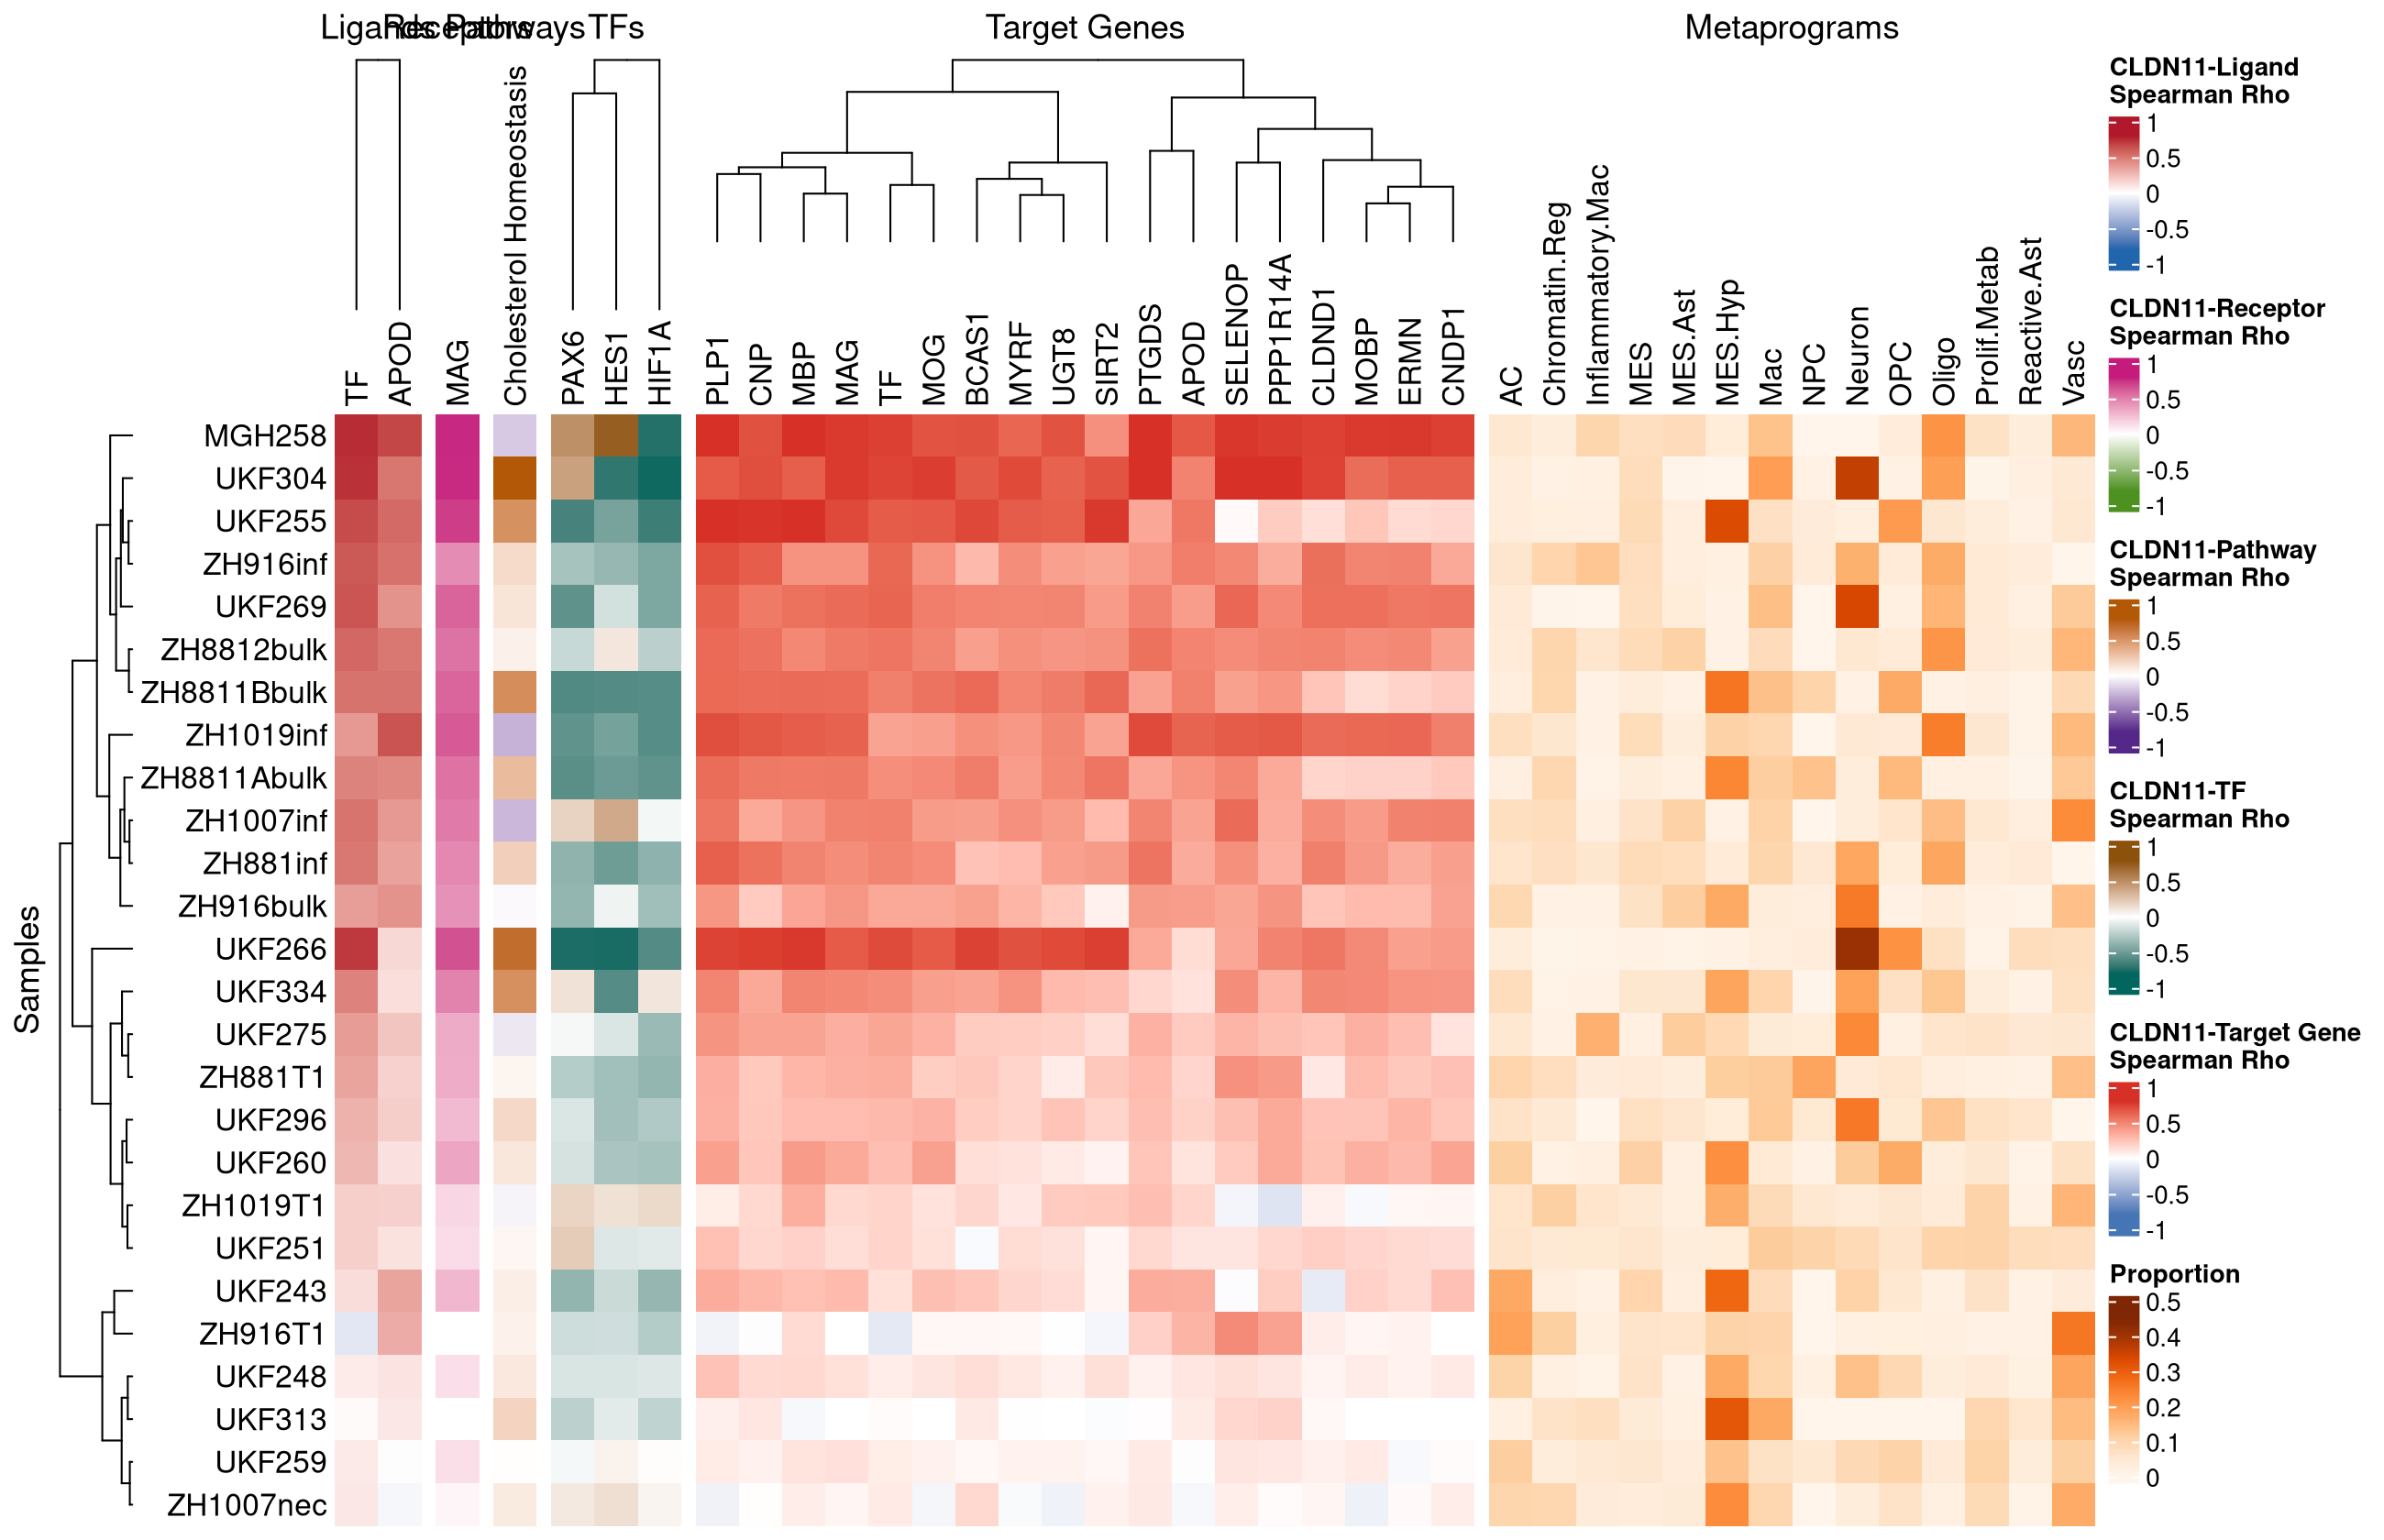 Ligands Receptors Pathways TFs Target Genes Metaprograms
TF APOD MAG Cholesterol Homeostasis PAX6 HES1 HIF1A PLP1 CNP MBP MAG TF MOG BCAS1 MYRF UGT8 SIRT2 PTGDS APOD SELENOP PPP1R14A CLDND1 MOBP ERMN CNDP1 AC Chromatin.Reg Inflammatory.Mac MES MES.Ast MES.Hyp Mac NPC Neuron OPC Oligo Prolif.Metab Reactive.Ast Vasc
Samples
MGH258
UKF304
UKF255
ZH916inf
UKF269
ZH8812bulk
ZH8811Bbulk
ZH1019inf
ZH8811Abulk
ZH1007inf
ZH881inf
ZH916bulk
UKF266
UKF334
UKF275
ZH881T1
UKF296
UKF260
ZH1019T1
UKF251
UKF243
ZH916T1
UKF248
UKF313
UKF259
ZH1007nec
CLDN11-Ligand
Spearman Rho
1
0.5
0
-0.5
-1
CLDN11-Receptor
Spearman Rho
1
0.5
0
-0.5
-1
CLDN11-Pathway
Spearman Rho
1
0.5
0
-0.5
-1
CLDN11-TF
Spearman Rho
1
0.5
0
-0.5
-1
CLDN11-Target Gene
Spearman Rho
1
0.5
0
-0.5
-1
Proportion
0.5
0.4
0.3
0.2
0.1
0